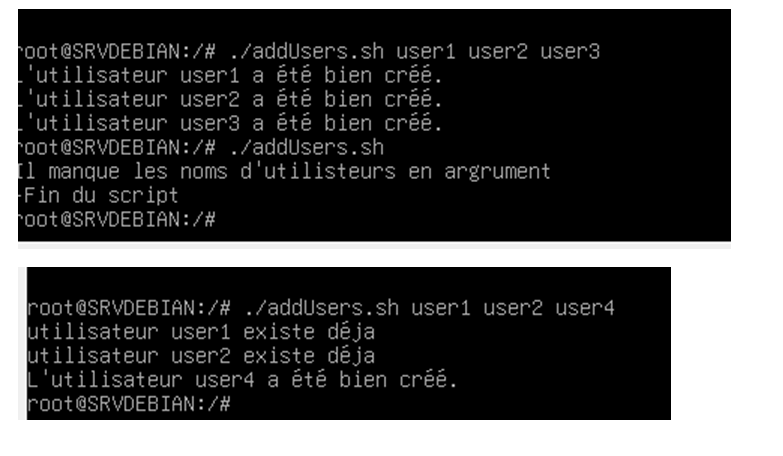 root@SRVDEBIAN:/# ./addUsers.sh user1 user2 user3
L'utilisateur user1 a été bien créé.
L'utilisateur user2 a été bien créé.
L'utilisateur user3 a été bien créé.
root@SRVDEBIAN:/# ./addUsers.sh
Il manque les noms d'utilisteurs en argrument
-Fin du script
root@SRVDEBIAN:/#
root@SRVDEBIAN:/# ./addUsers.sh user1 user2 user4
utilisateur user1 existe déja
utilisateur user2 existe déja
L'utilisateur user4 a été bien créé.
root@SRVDEBIAN:/#